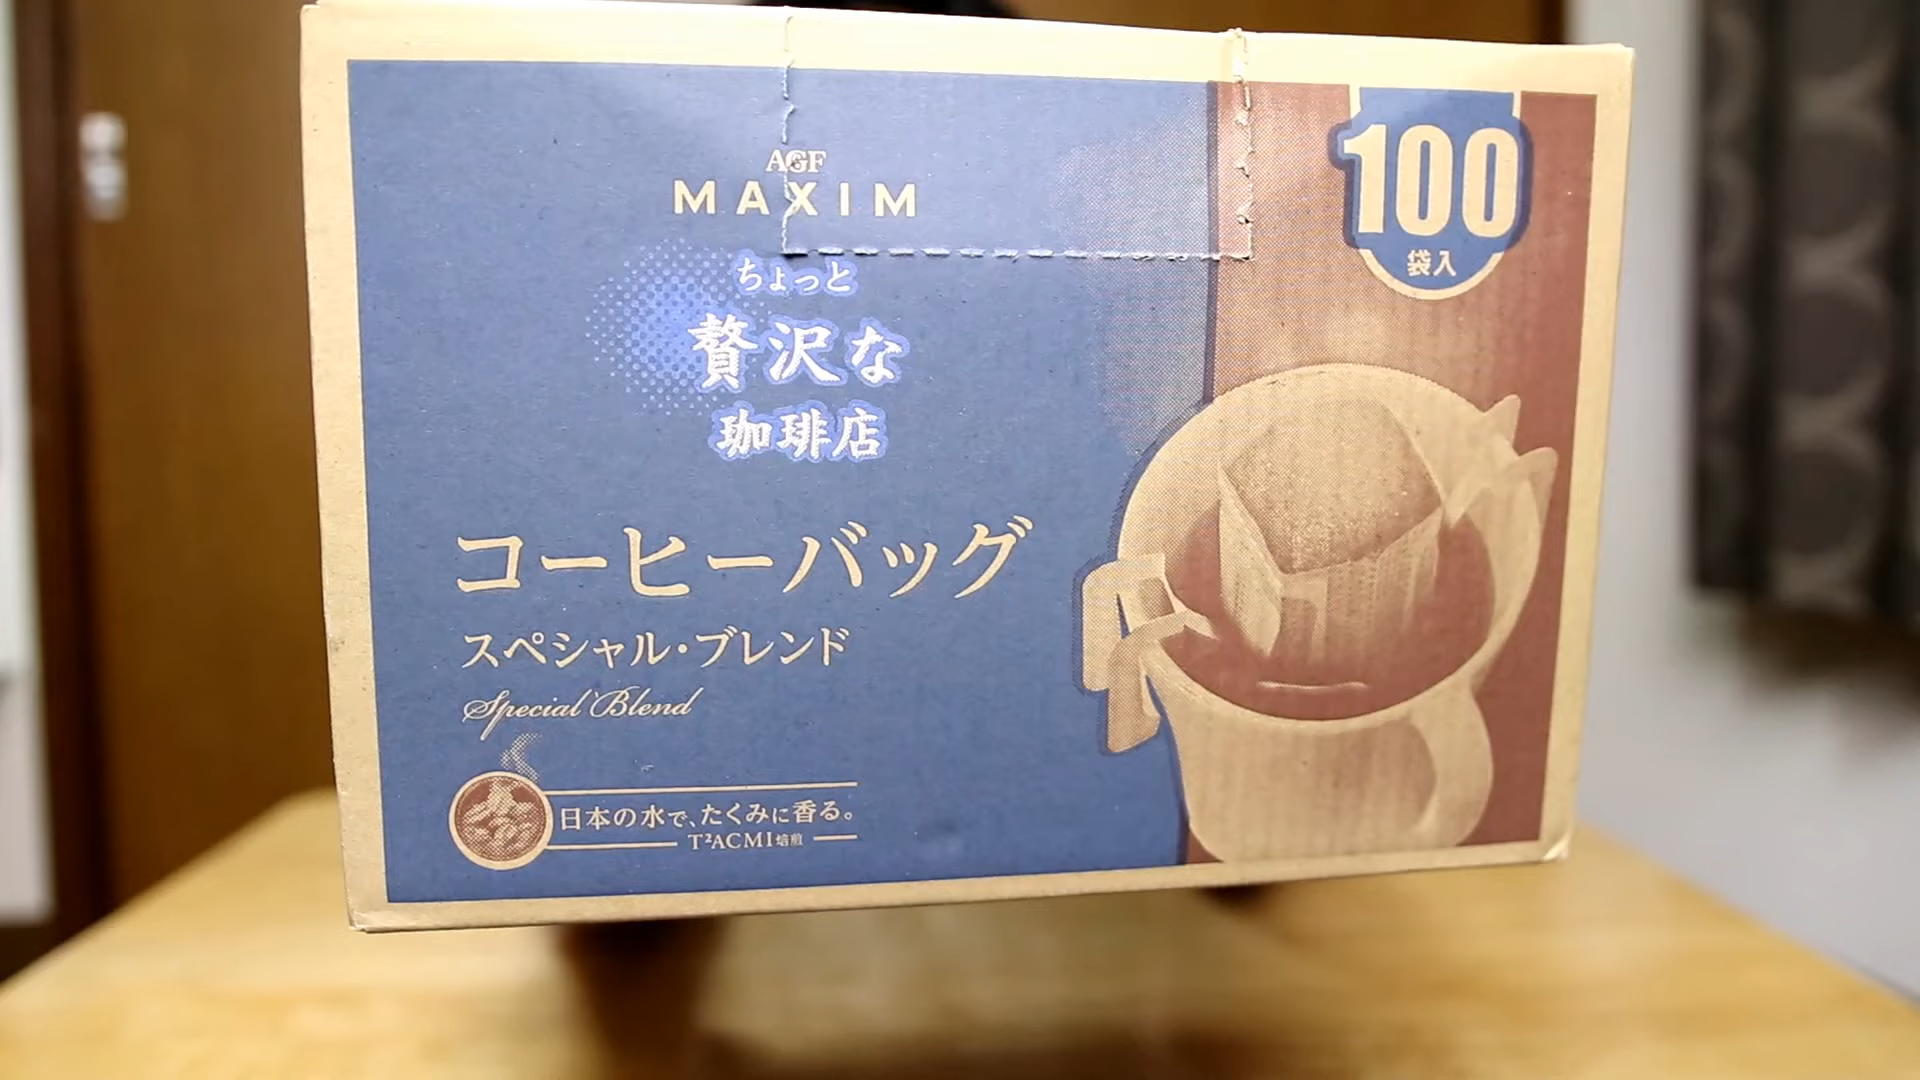 AGF
MAXIM
100
袋入
ちょっと
贅沢な
珈琲店
コーヒーバッグ
スペシャル・ブレンド
Special Blend
日本の水で、たくみに香る。
T²ACMI焙煎